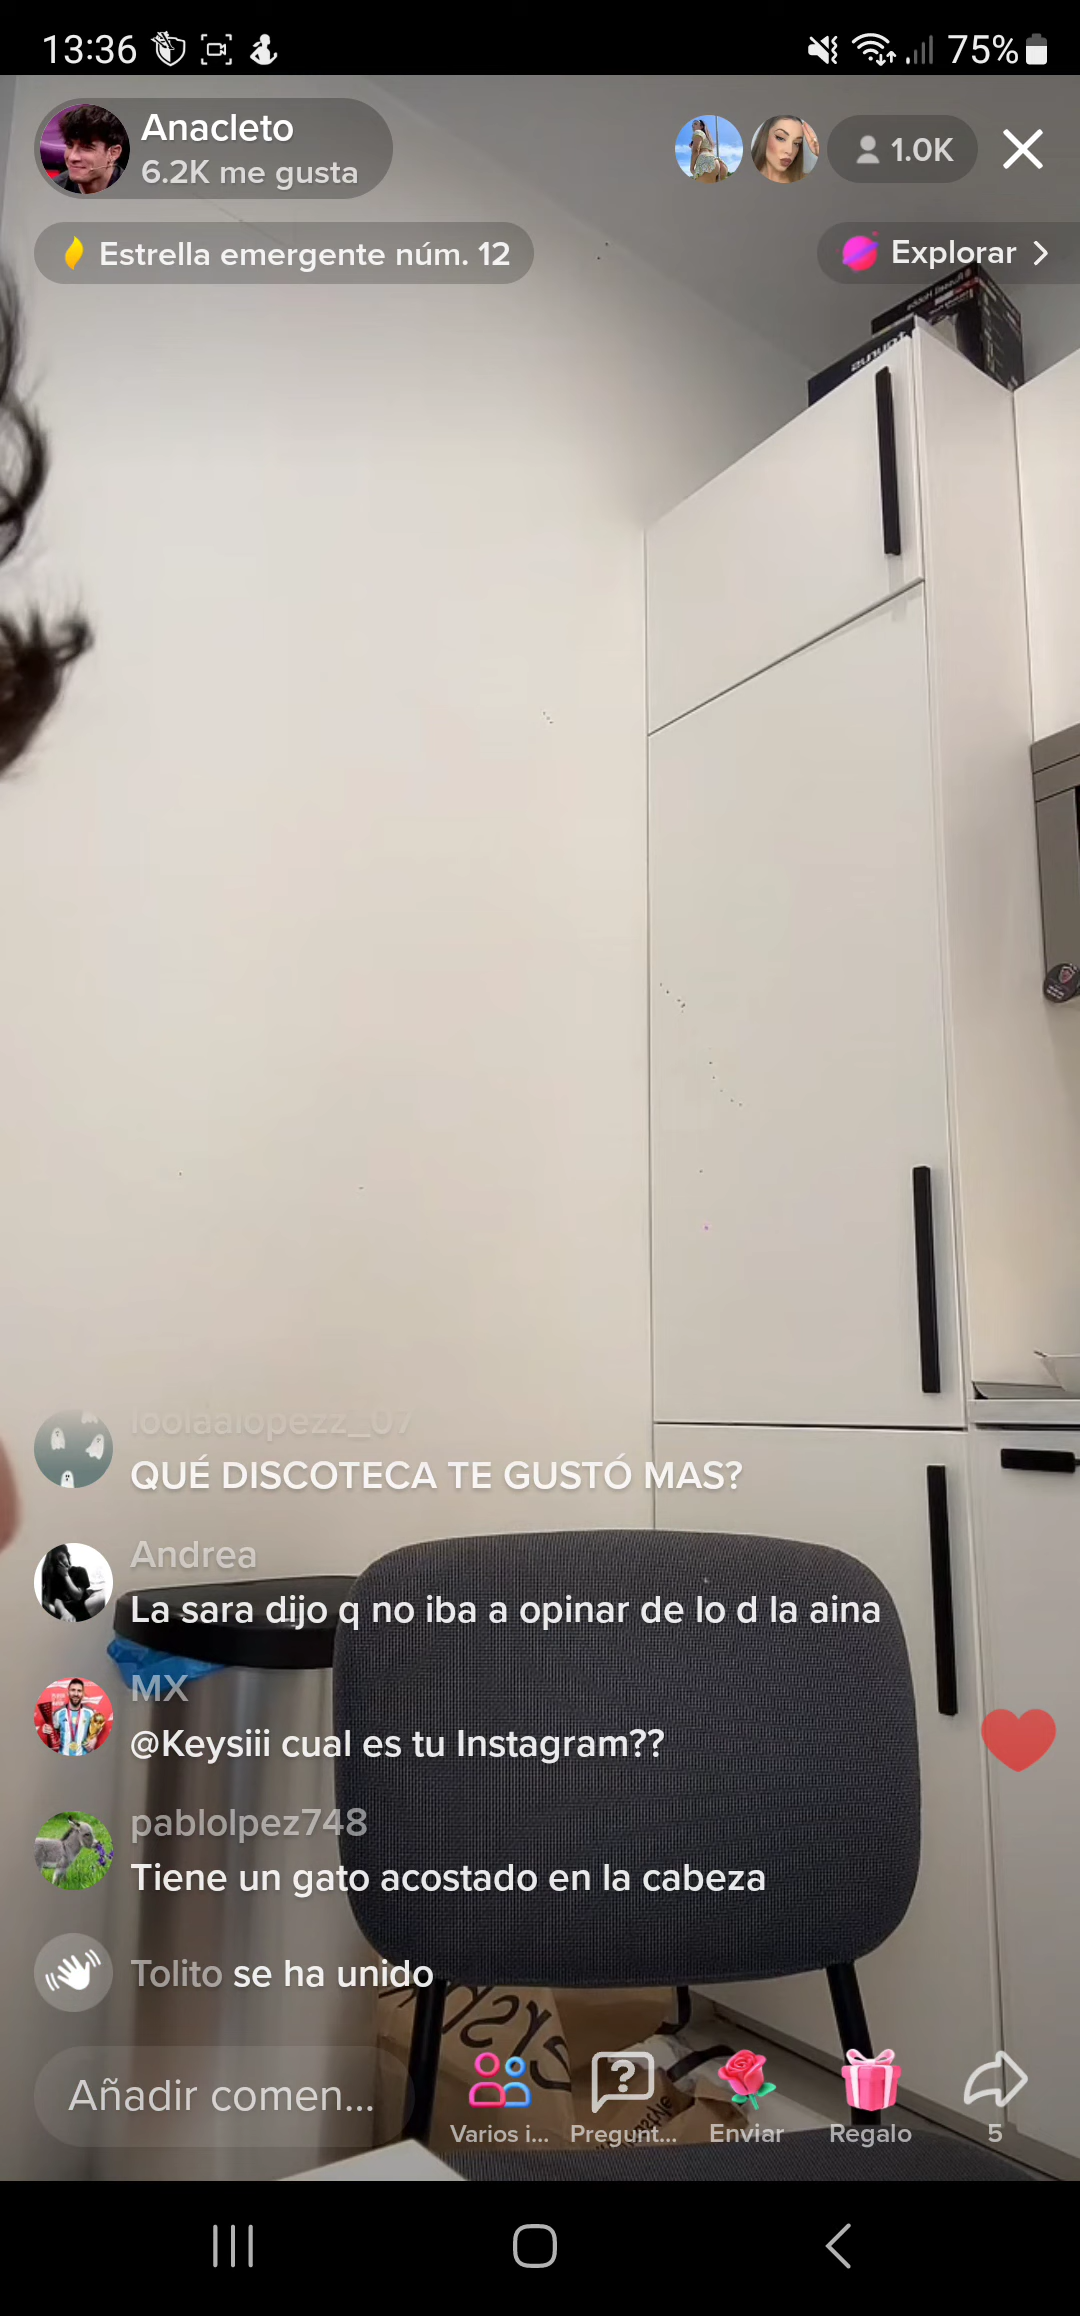 13:36
75%
Anacleto
6.2K me gusta
1.0K
Estrella emergente núm. 12
Explorar
loolaalopezz_07
QUÉ DISCOTECA TE GUSTÓ MAS?
Andrea
La sara dijo q no iba a opinar de lo d la aina
MX
@Keysiii cual es tu Instagram??
pablolpez748
Tiene un gato acostado en la cabeza
Tolito se ha unido
Añadir comen...
Varios i...
Pregunt...
Enviar
Regalo
5